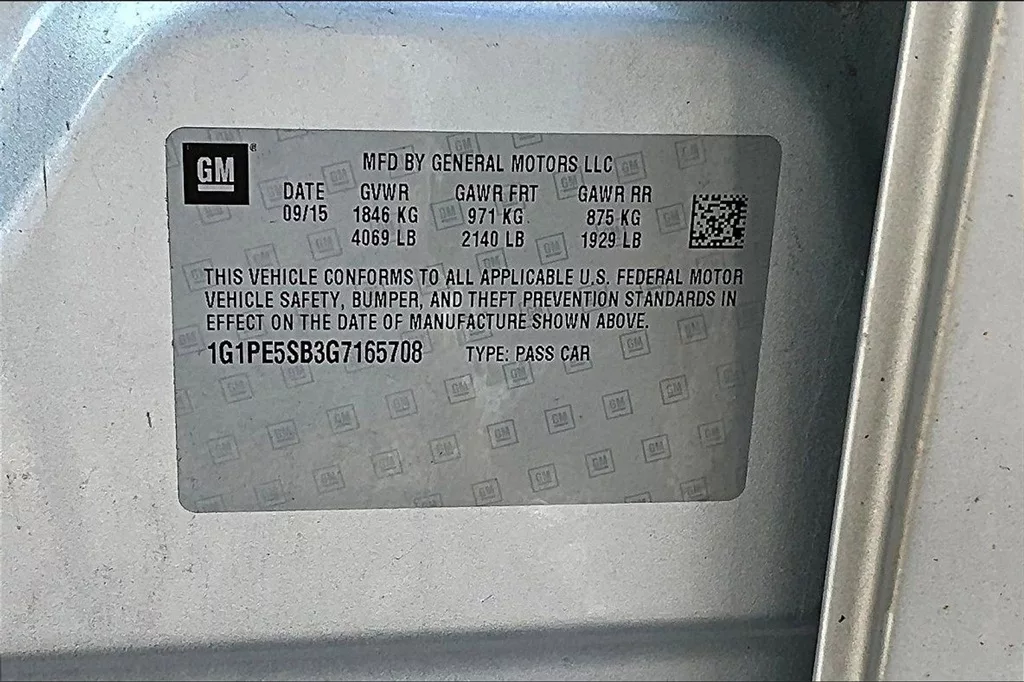 GM
MFD BY GENERAL MOTORS LLC
DATE GVWR GAWR FRT GAWR RR
09/15 1846 KG 971 KG 875 KG
4069 LB 2140 LB 1929 LB
THIS VEHICLE CONFORMS TO ALL APPLICABLE U.S. FEDERAL MOTOR
VEHICLE SAFETY, BUMPER, AND THEFT PREVENTION STANDARDS IN
EFFECT ON THE DATE OF MANUFACTURE SHOWN ABOVE.
1G1PE5SB3G7165708 TYPE: PASS CAR